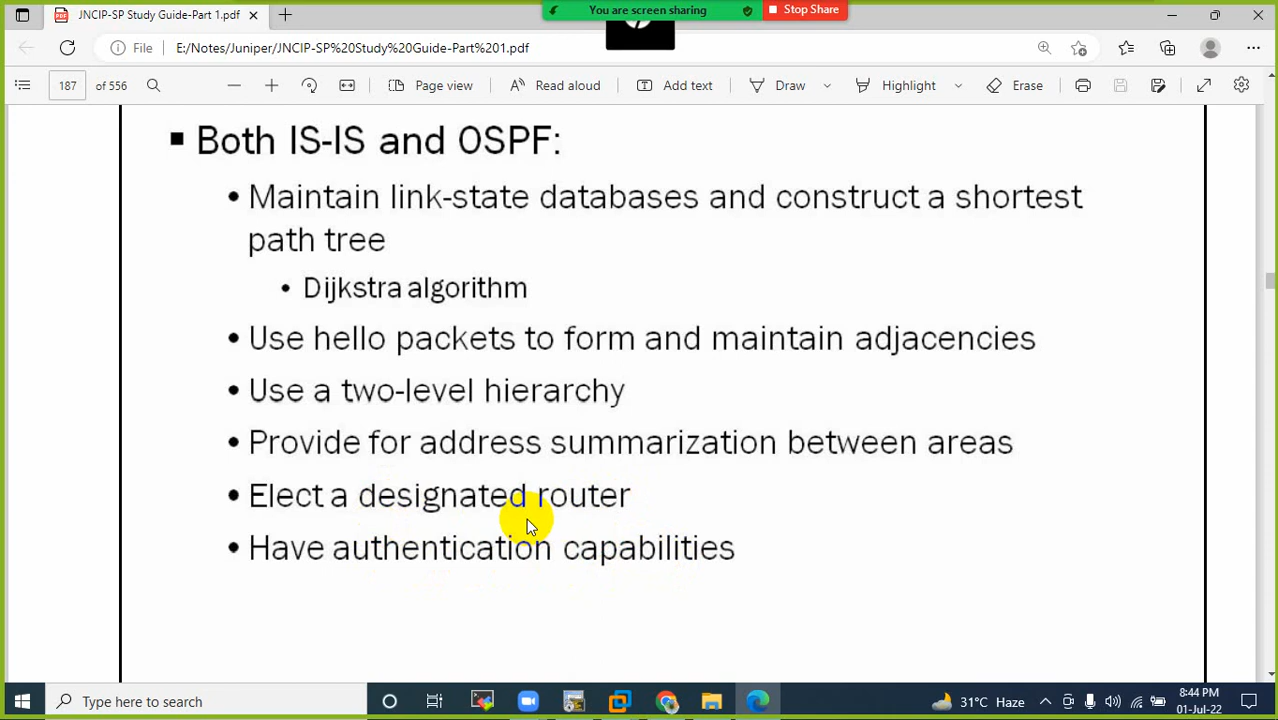 JNCIP-SP Study Guide-Part 1.pdf
You are screen sharing
Stop Share
File
E:/Notes/Juniper/JNCIP-SP%20Study%20Guide-Part%201.pdf
187 of 556
Page view
Read aloud
Add text
Draw
Highlight
Erase
■ Both IS-IS and OSPF:
• Maintain link-state databases and construct a shortest
path tree
• Dijkstra algorithm
• Use hello packets to form and maintain adjacencies
• Use a two-level hierarchy
• Provide for address summarization between areas
• Elect a designated router
• Have authentication capabilities
Type here to search
31°C Haze
8:44 PM
01-Jul-22